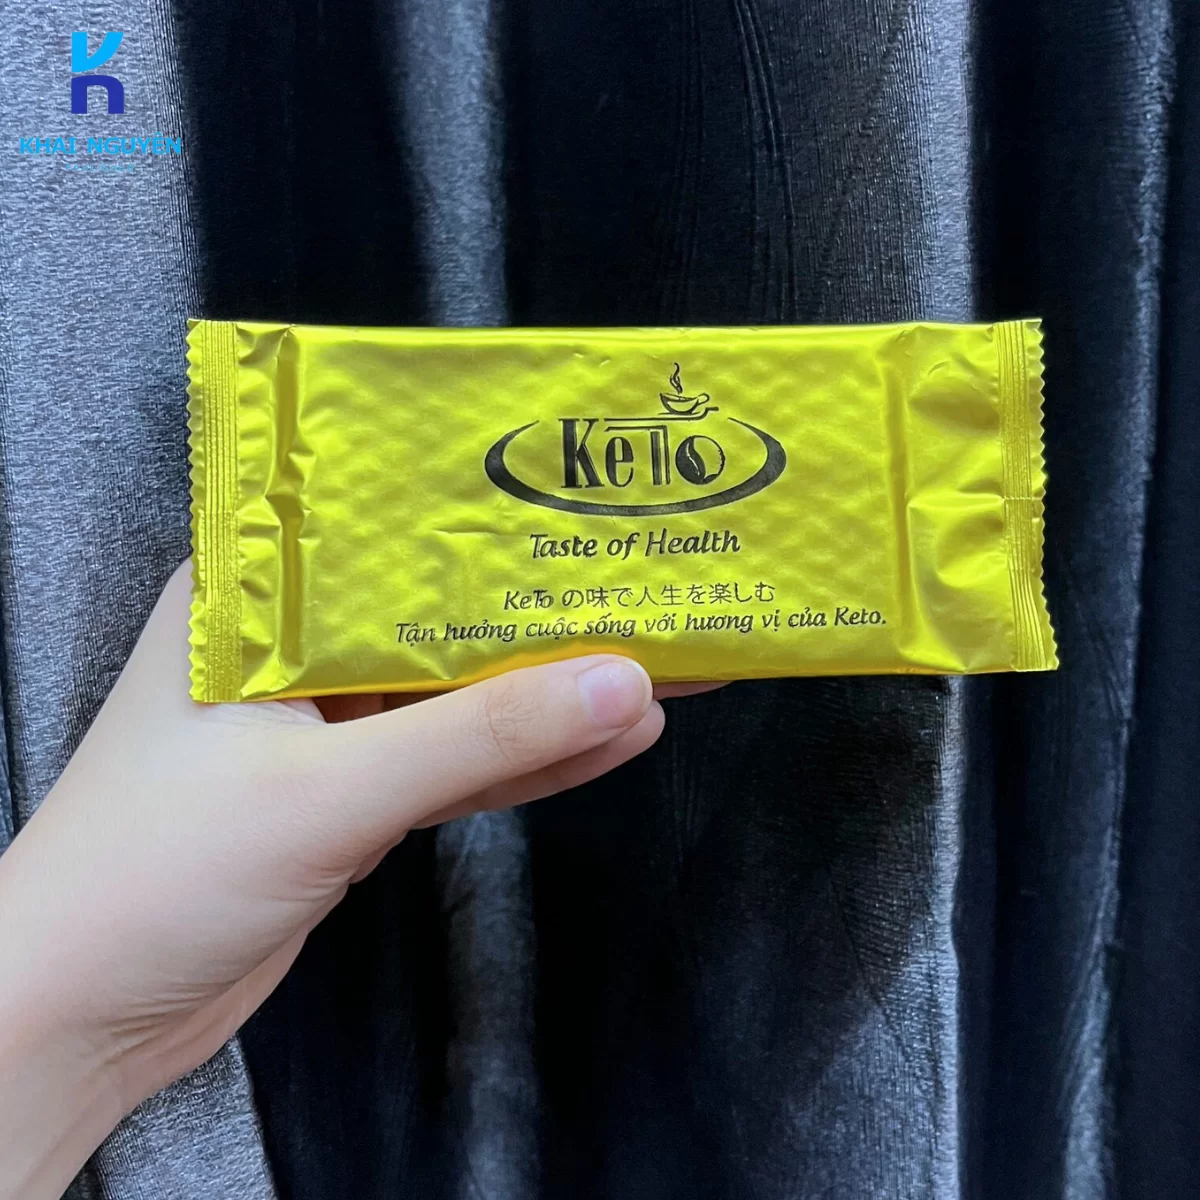 KHAI NGUYÊN
KeTo
Taste of Health
KeTo の味で人生を楽しむ
Tận hưởng cuộc sống với hương vị của Keto.